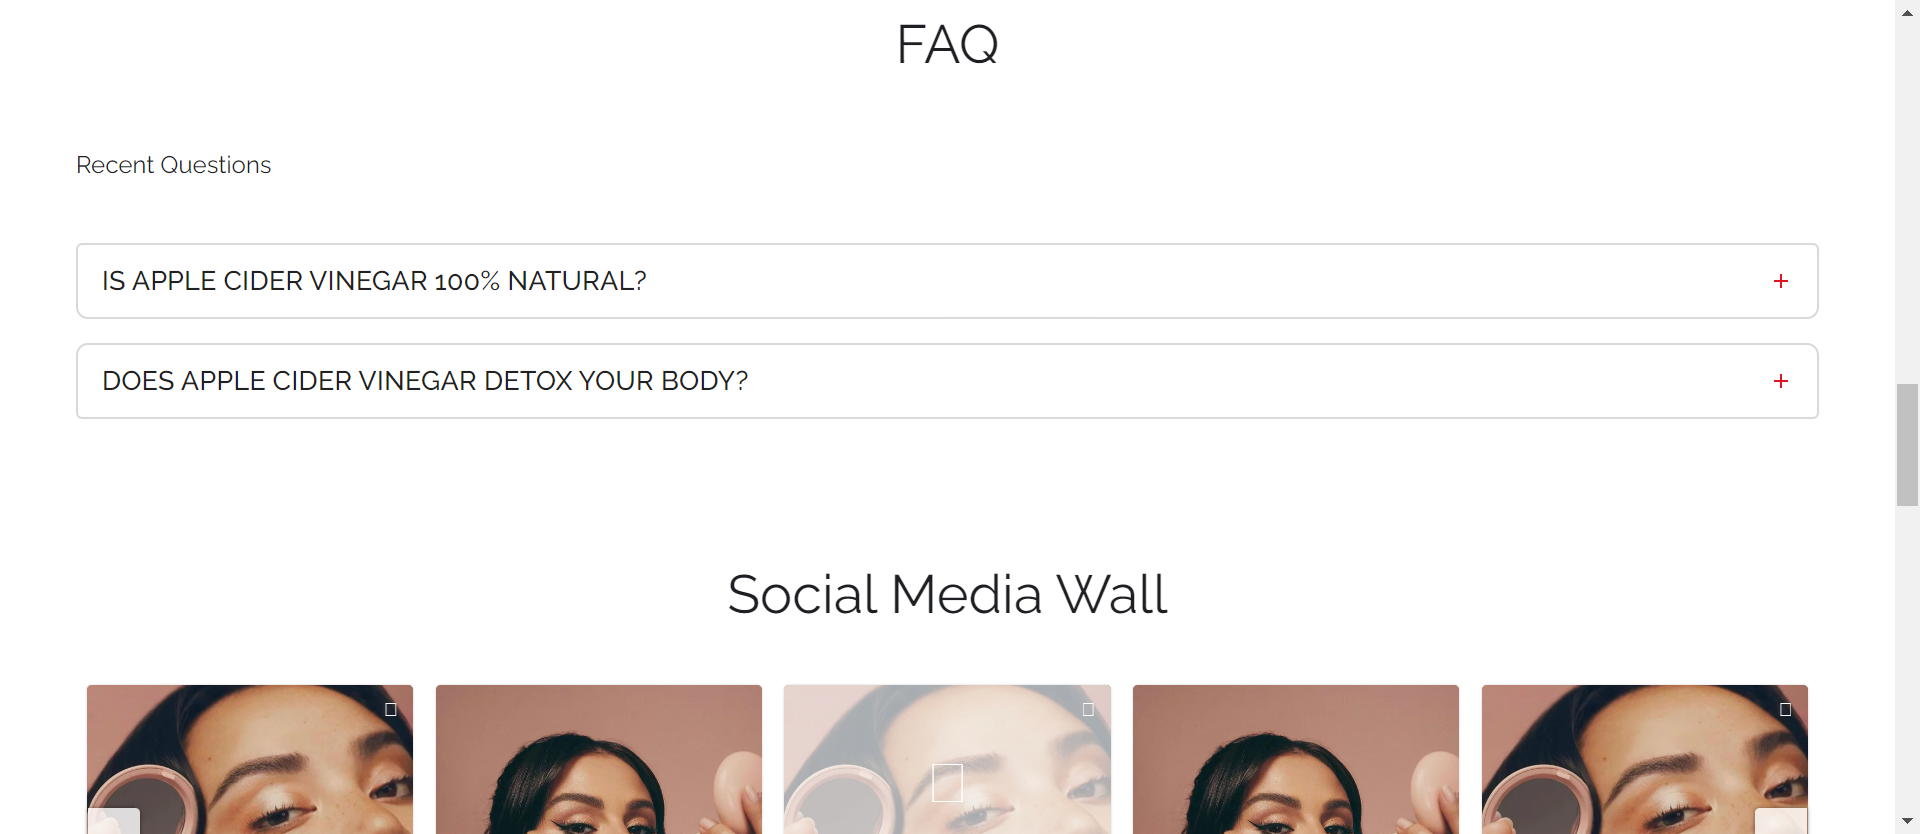 FAQ
Recent Questions
IS APPLE CIDER VINEGAR 100% NATURAL?
DOES APPLE CIDER VINEGAR DETOX YOUR BODY?
Social Media Wall